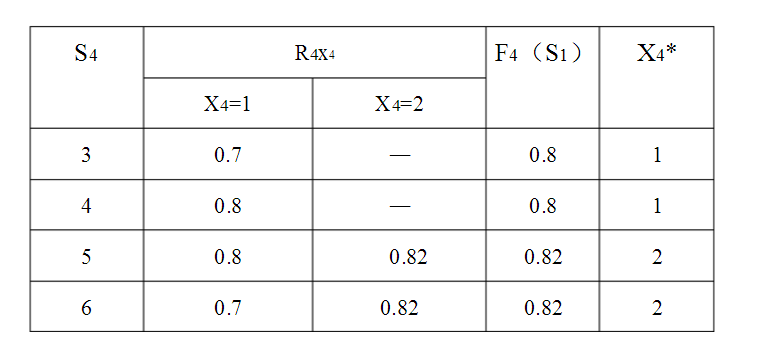 S4 R4X4 F4（S1） X4*
X4=1 X4=2
3 0.7 — 0.8 1
4 0.8 — 0.8 1
5 0.8 0.82 0.82 2
6 0.7 0.82 0.82 2